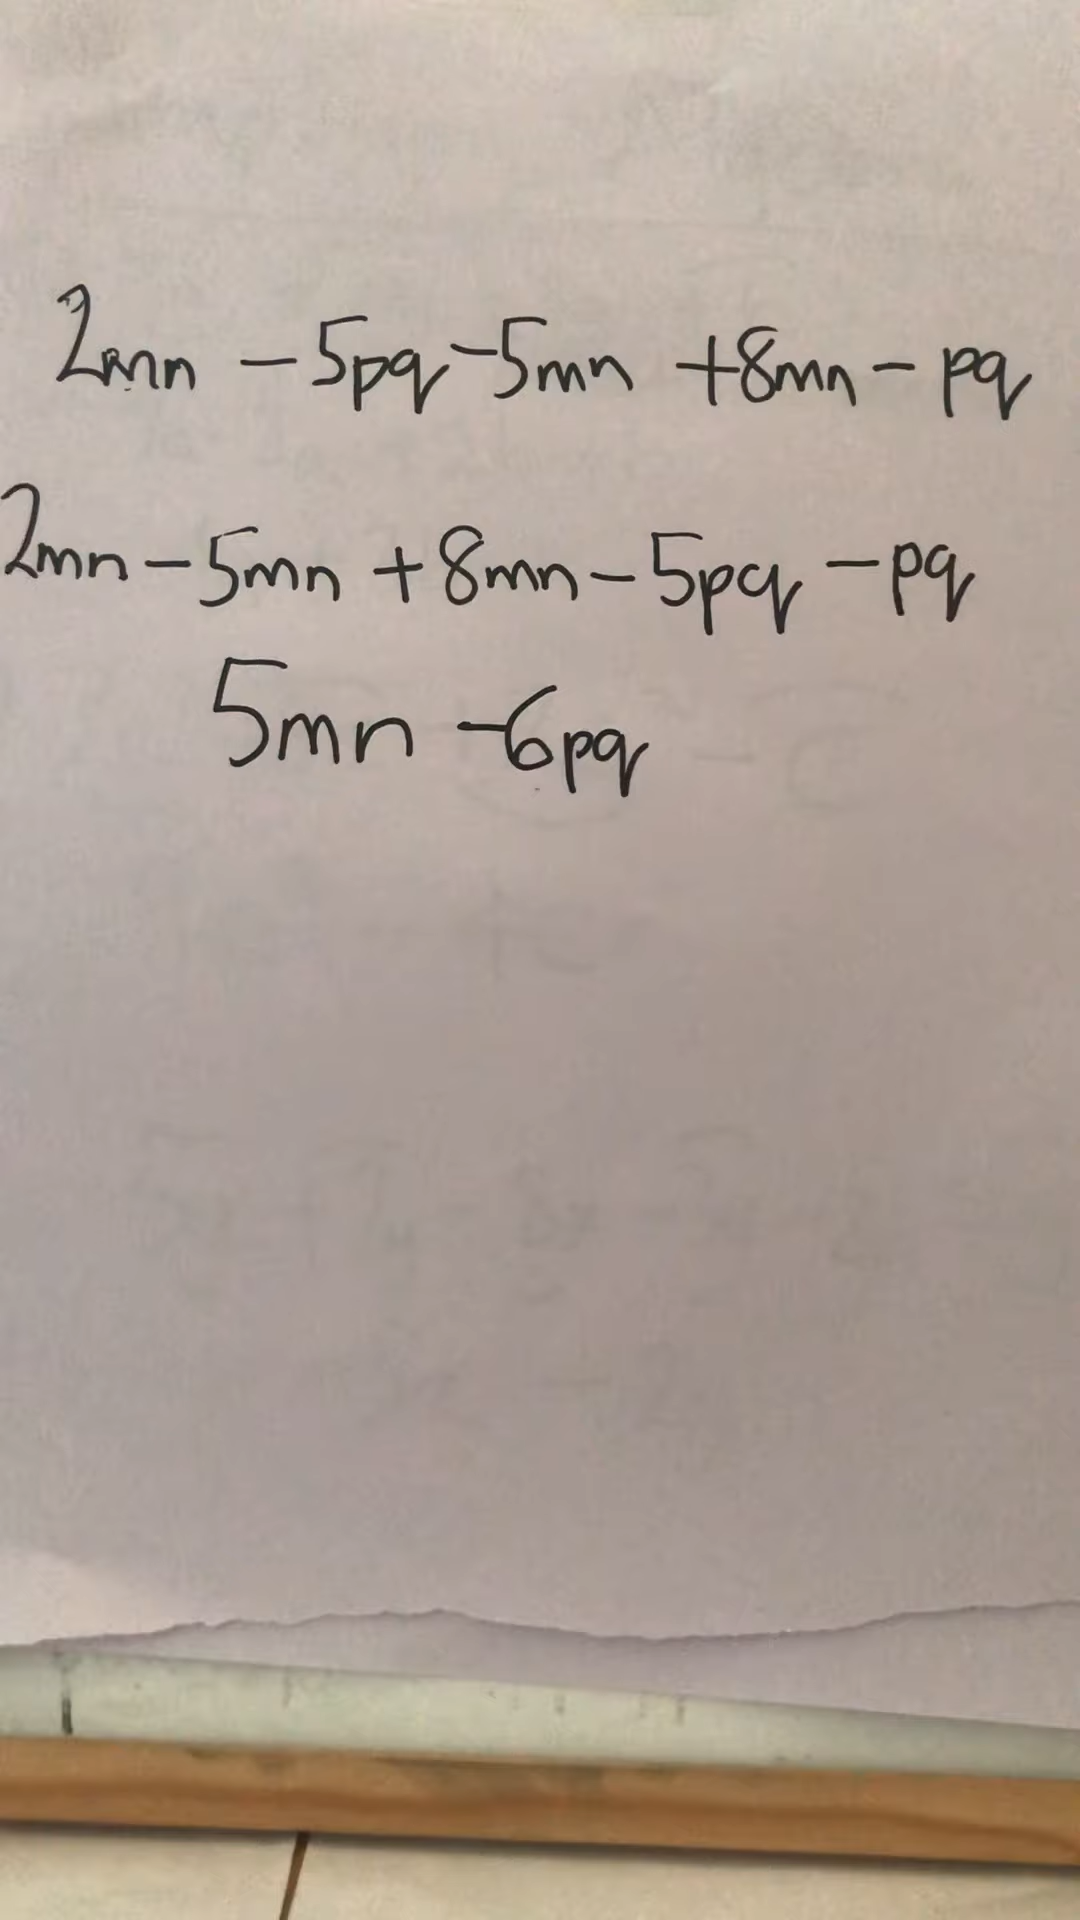 2mn - 5pq - 5mn + 8mn - pq
2mn - 5mn + 8mn - 5pq - pq
5mn - 6pq